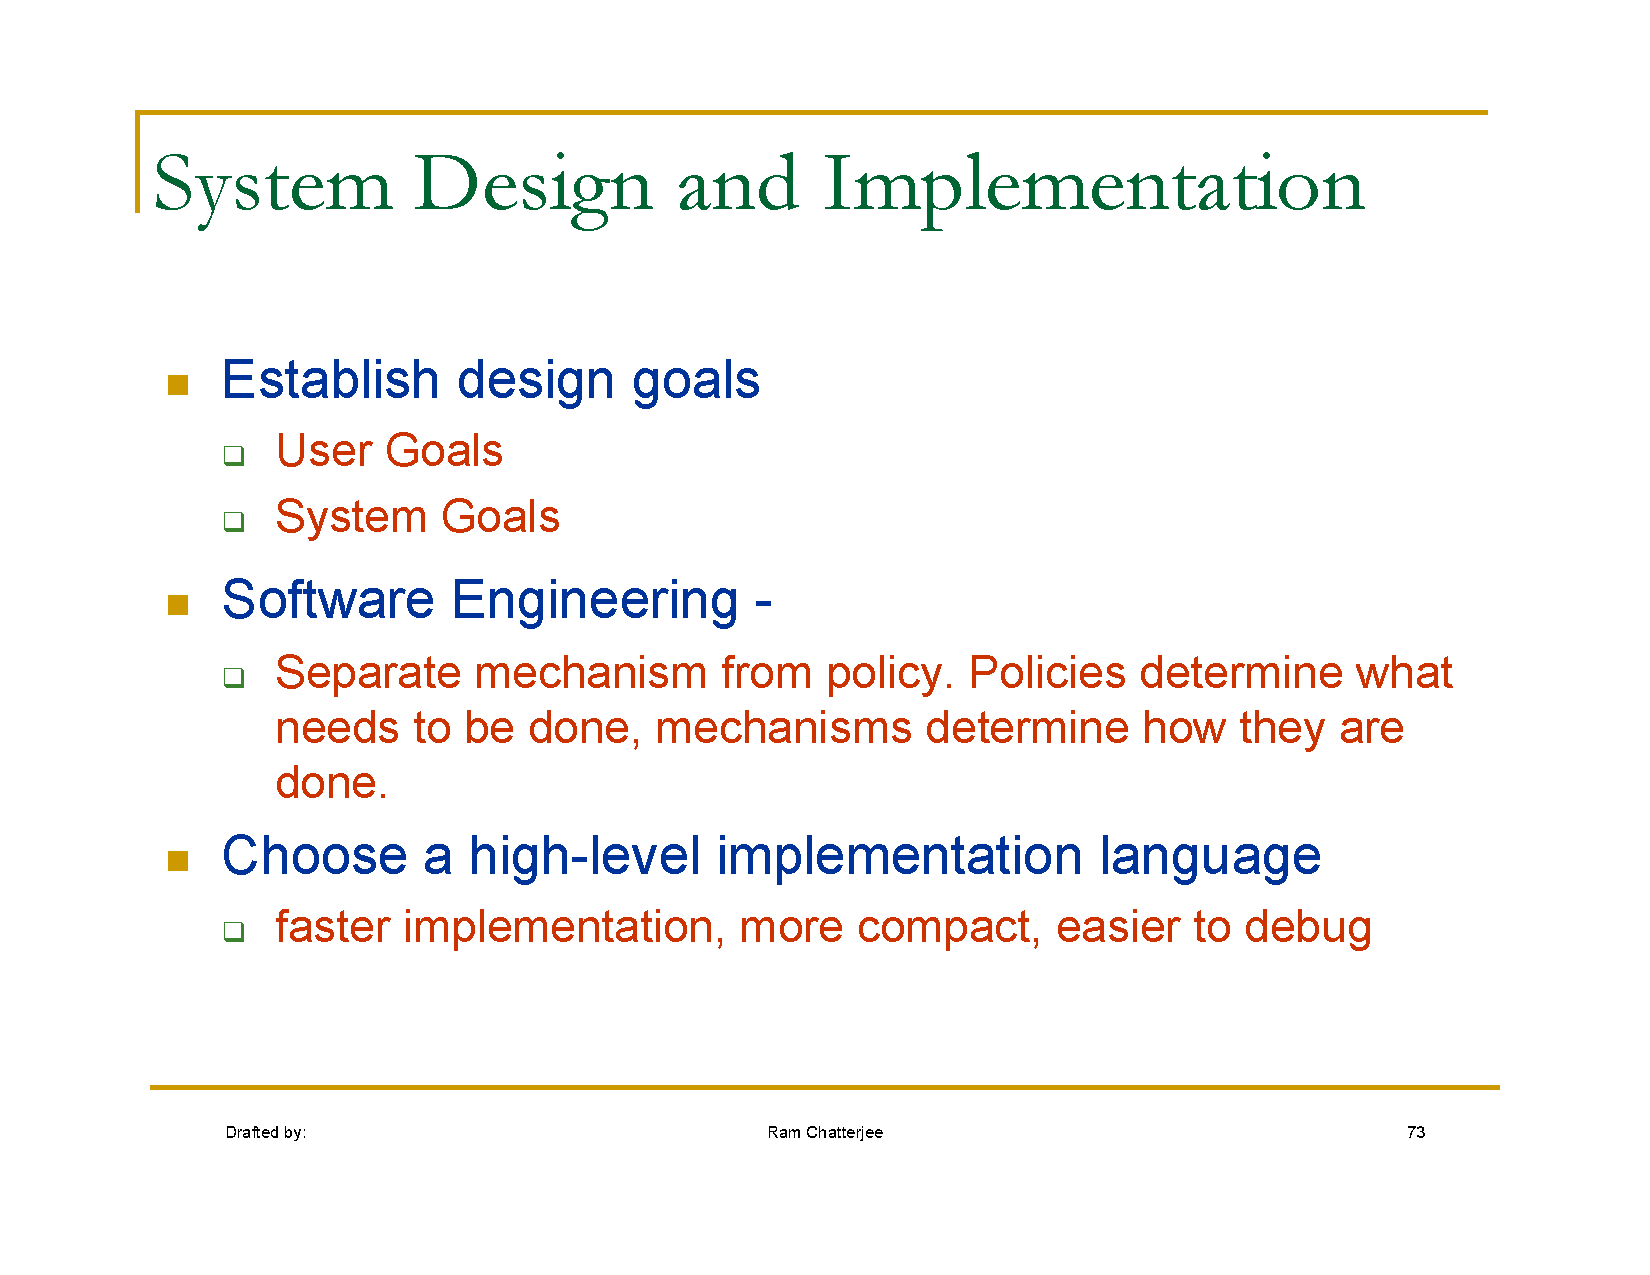 System Design and Implementation
Establish design goals
User Goals
System Goals
Software Engineering -
Separate mechanism from policy. Policies determine what
needs to be done, mechanisms determine how they are
done.
Choose a high-level implementation language
faster implementation, more compact, easier to debug
Drafted by: Ram Chatterjee 73